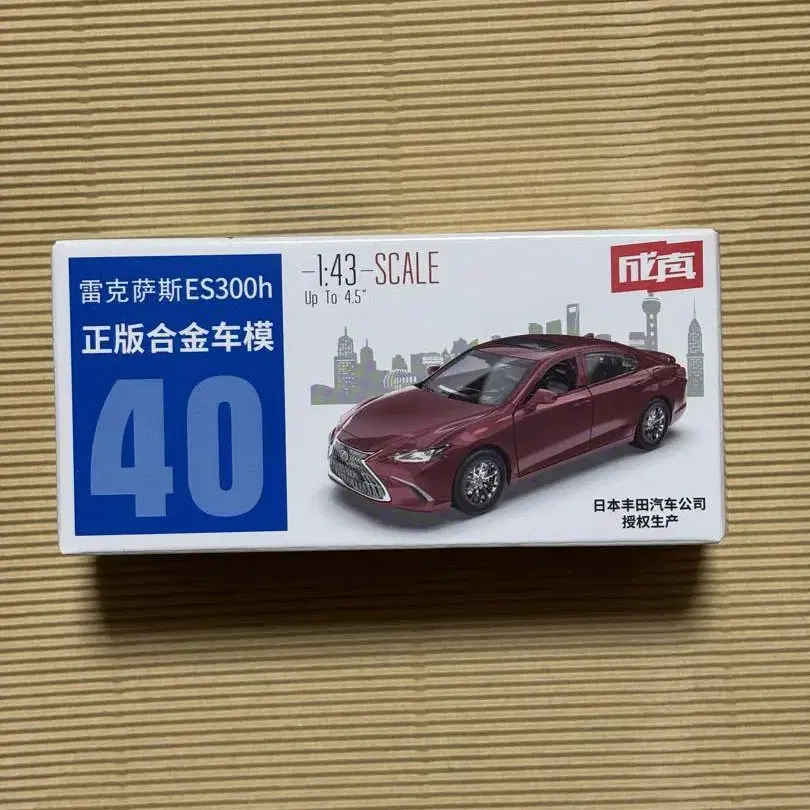 雷克萨斯ES300h
正版合金车模
40
-1:43-SCALE
Up To 4.5"
成真
日本丰田汽车公司
授权生产